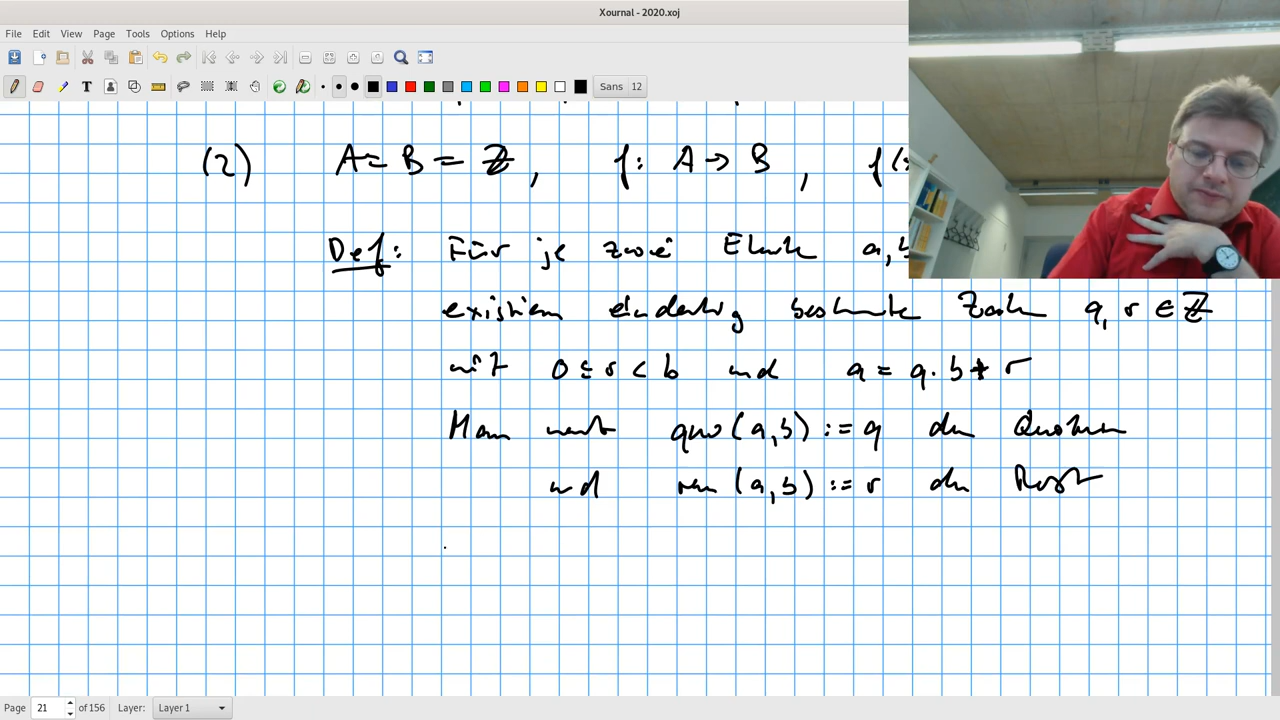 Xournal - 2020.xoj
File Edit View Page Tools Options Help
Sans 12
(2) A = B = ℤ, f: A → B, f(
Def: Für je zwei Elemente a, b
existieren eindeutig bestimmte Zahlen q, r ∈ ℤ
mit 0 ≤ r < b und a = q · b + r
Man nennt quo(a,b) := q den Quotienten
und rem(a,b) := r den Rest
Page 21 of 156 Layer: Layer 1